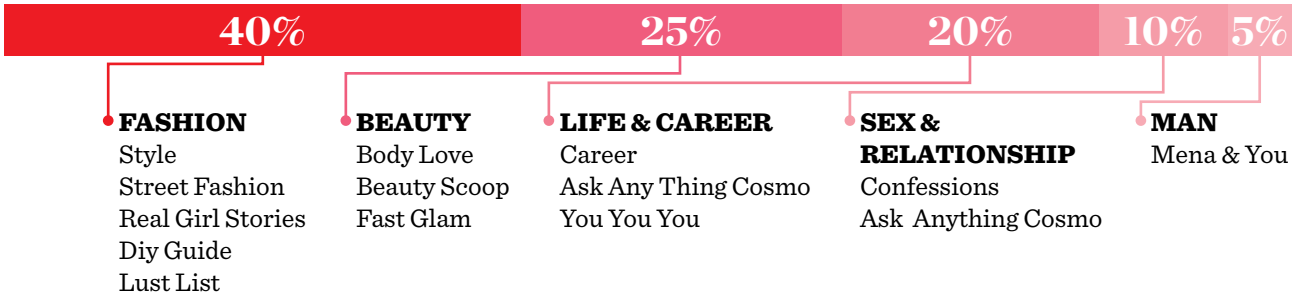 40%
25%
20%
10%
5%
FASHION
Style
Street Fashion
Real Girl Stories
Diy Guide
Lust List
BEAUTY
Body Love
Beauty Scoop
Fast Glam
LIFE & CAREER
Career
Ask Any Thing Cosmo
You You You
SEX &
RELATIONSHIP
Confessions
Ask Anything Cosmo
MAN
Mena & You